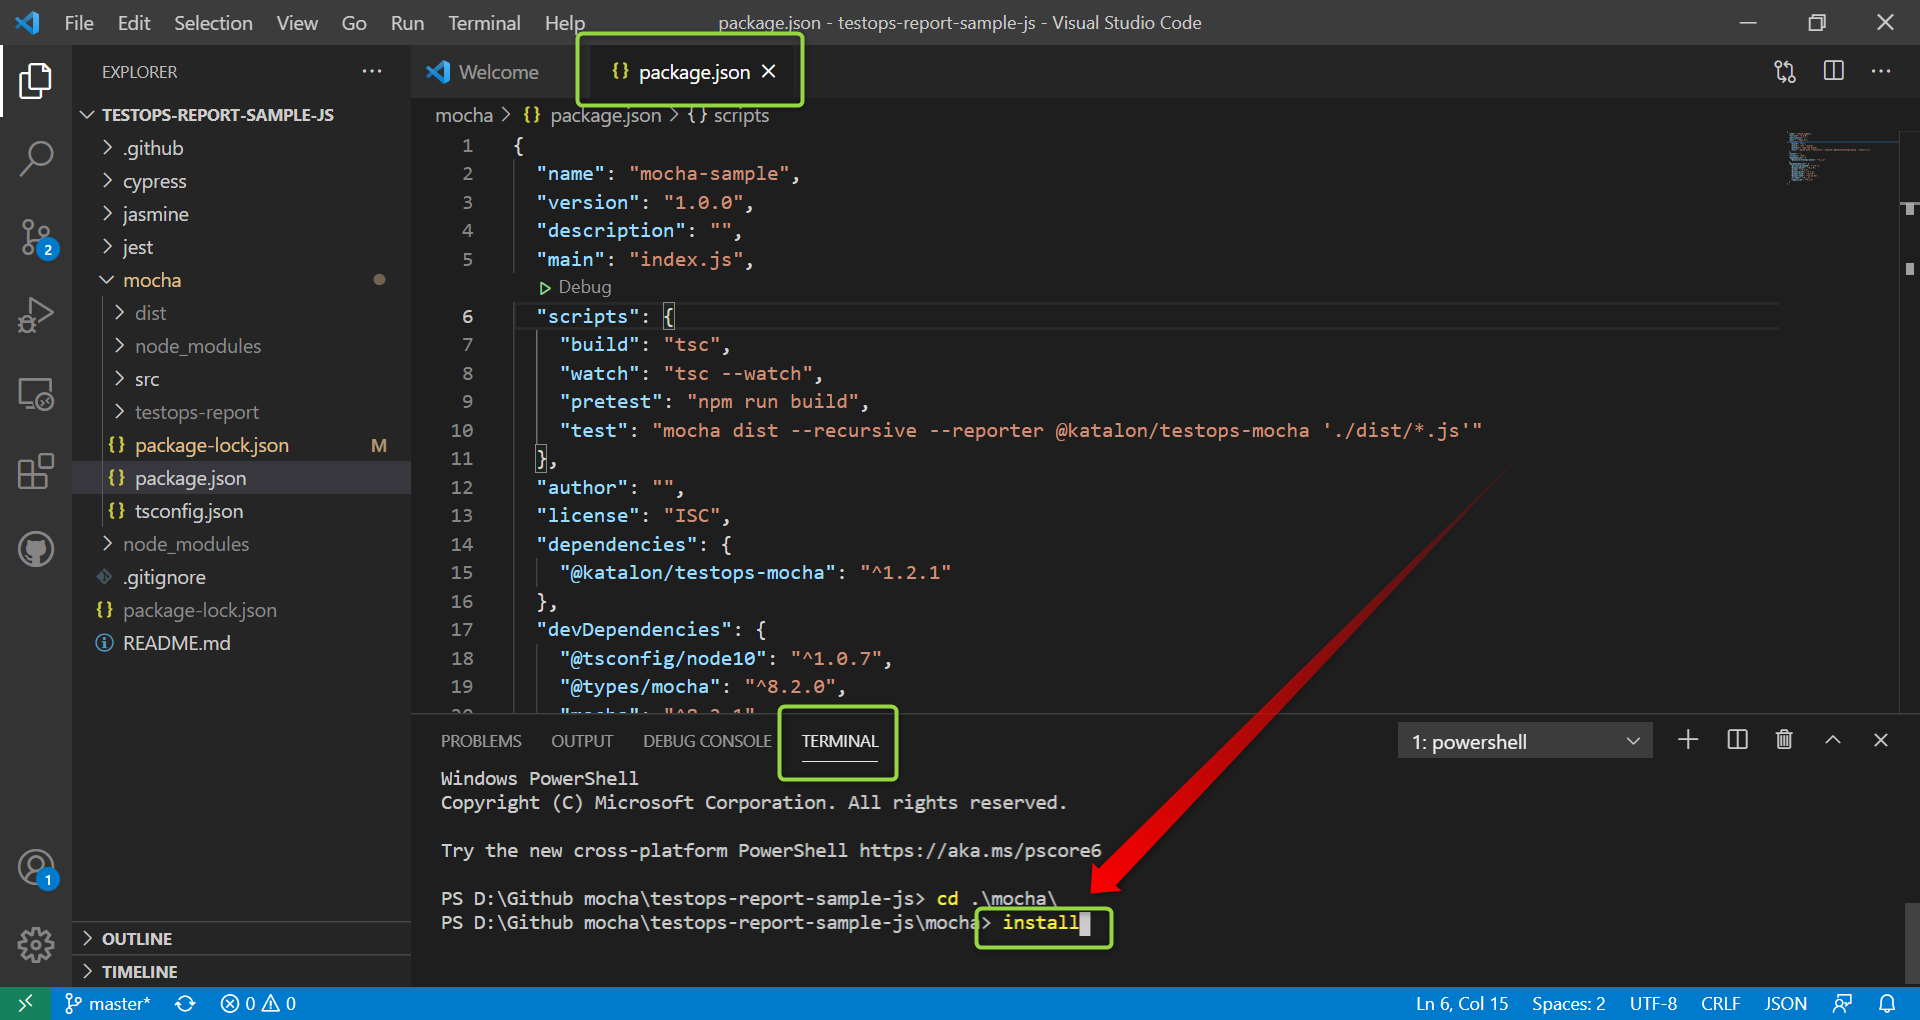 File Edit Selection View Go Run Terminal Help package.json - testops-report-sample-js - Visual Studio Code
EXPLORER
Welcome
{} package.json
TESTOPS-REPORT-SAMPLE-JS
mocha > {} package.json > {} scripts
.github
cypress
jasmine
jest
mocha
dist
node_modules
src
testops-report
{} package-lock.json M
{} package.json
{} tsconfig.json
node_modules
.gitignore
{} package-lock.json
README.md
OUTLINE
TIMELINE
2
1
1 {
2 "name": "mocha-sample",
3 "version": "1.0.0",
4 "description": "",
5 "main": "index.js",
Debug
6 "scripts": {
7 "build": "tsc",
8 "watch": "tsc --watch",
9 "pretest": "npm run build",
10 "test": "mocha dist --recursive --reporter @katalon/testops-mocha './dist/*.js'"
11 },
12 "author": "",
13 "license": "ISC",
14 "dependencies": {
15 "@katalon/testops-mocha": "^1.2.1"
16 },
17 "devDependencies": {
18 "@tsconfig/node10": "^1.0.7",
19 "@types/mocha": "^8.2.0",
PROBLEMS OUTPUT DEBUG CONSOLE TERMINAL 1: powershell
Windows PowerShell
Copyright (C) Microsoft Corporation. All rights reserved.
Try the new cross-platform PowerShell https://aka.ms/pscore6
PS D:\Github mocha\testops-report-sample-js> cd .\mocha\
PS D:\Github mocha\testops-report-sample-js\mocha> install
master* 0 0 Ln 6, Col 15 Spaces: 2 UTF-8 CRLF JSON